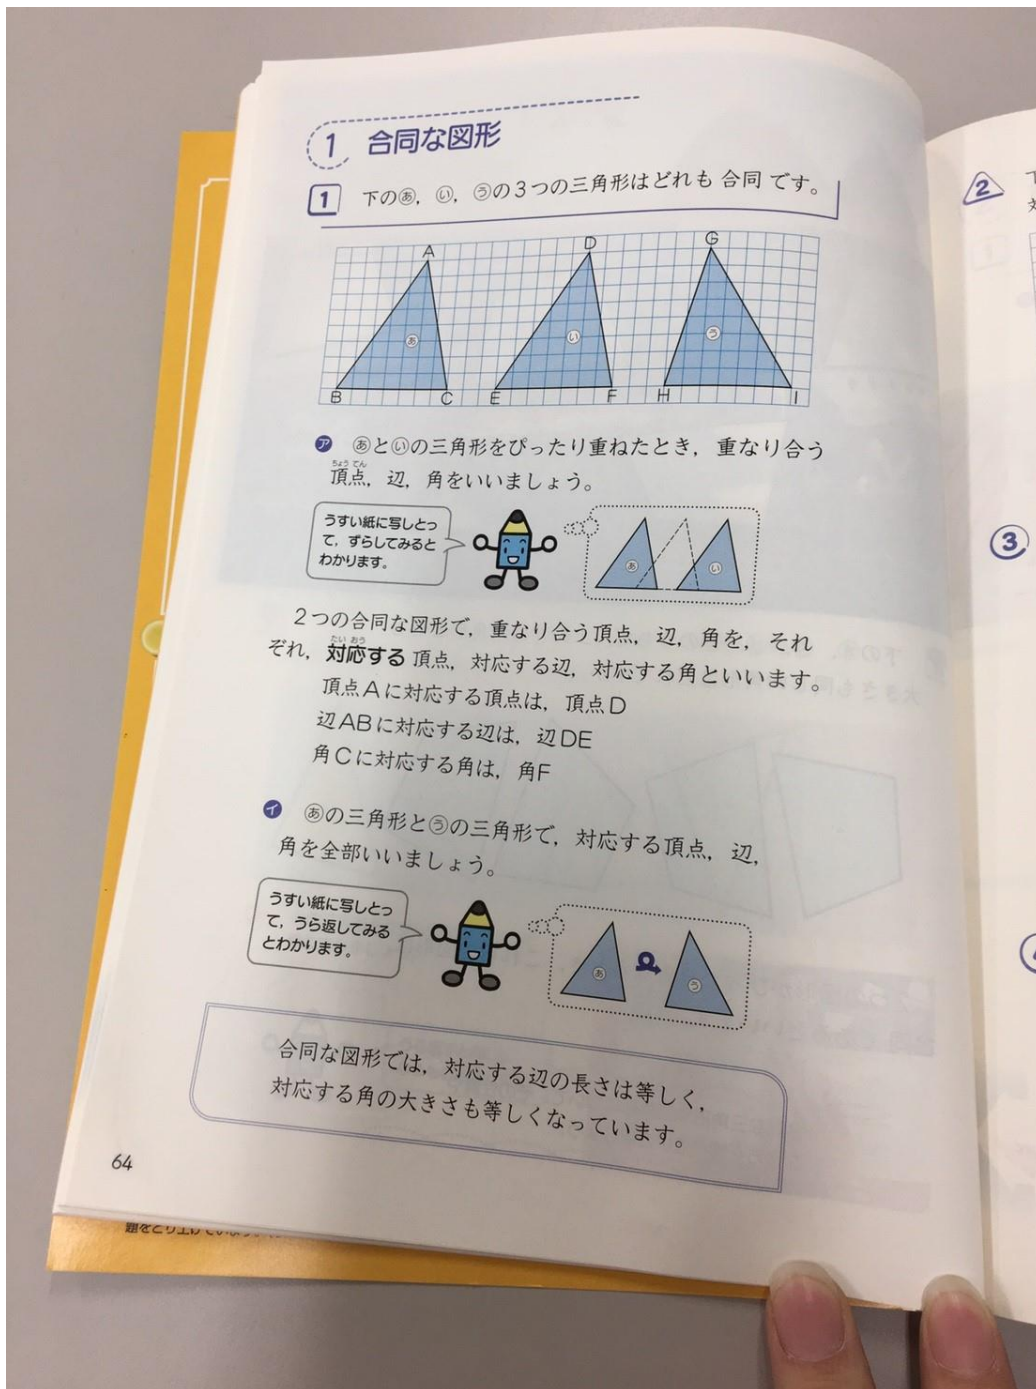 1 合同な図形
1 下のあ，い，うの3つの三角形はどれも 合同 です。
A D G
あ い う
B C E F H I
ア あといの三角形をぴったり重ねたとき，重なり合う
ちょう てん
頂点，辺，角をいいましょう。
うすい紙に写しとっ
て，ずらしてみると
わかります。
あ い
2つの合同な図形で，重なり合う頂点，辺，角を，それ
たい おう
ぞれ，対応する 頂点，対応する辺，対応する角といいます。
頂点Aに対応する頂点は，頂点D
辺ABに対応する辺は，辺DE
角Cに対応する角は，角F
イ あの三角形とうの三角形で，対応する頂点，辺，
角を全部いいましょう。
うすい紙に写しとっ
て，うら返してみる
とわかります。
あ う
合同な図形では，対応する辺の長さは等しく，
対応する角の大きさも等しくなっています。
64
2
3